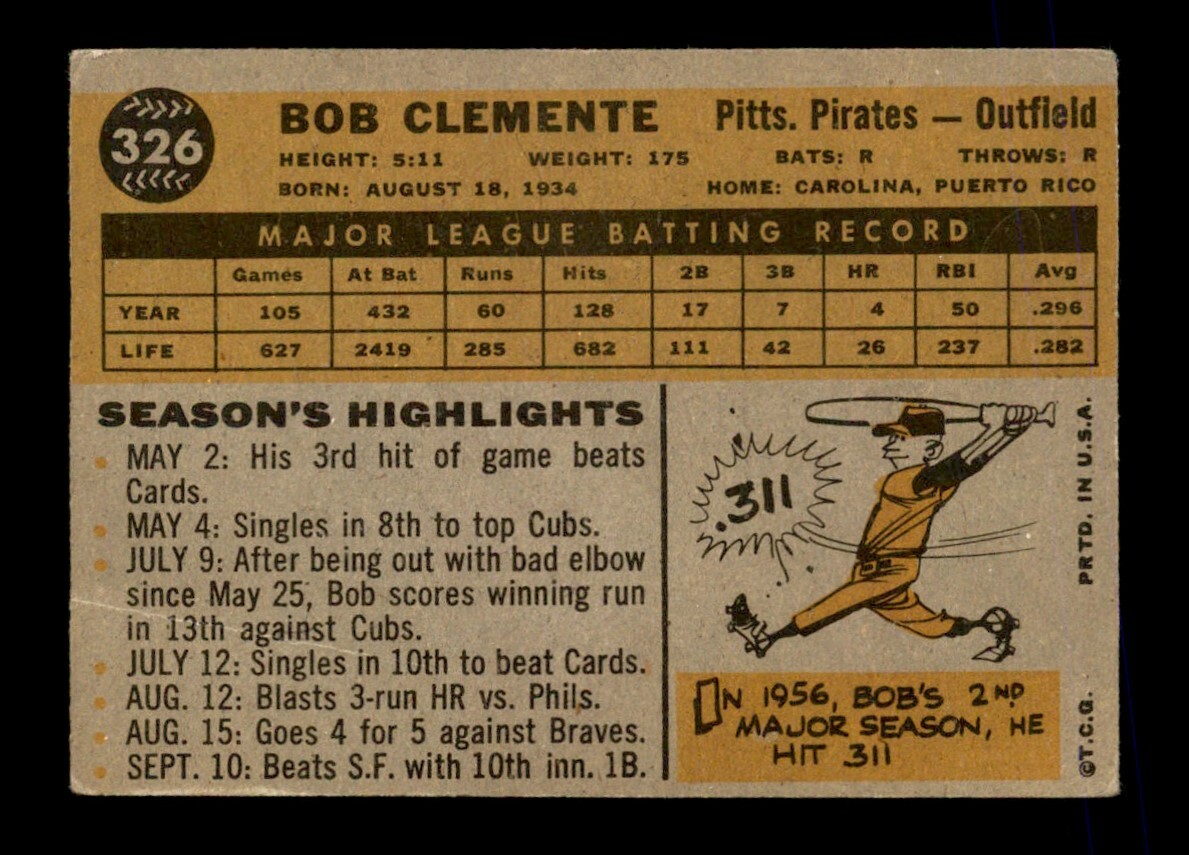 326
BOB CLEMENTE Pitts. Pirates — Outfield
HEIGHT: 5:11 WEIGHT: 175 BATS: R THROWS: R
BORN: AUGUST 18, 1934 HOME: CAROLINA, PUERTO RICO
MAJOR LEAGUE BATTING RECORD
Games At Bat Runs Hits 2B 3B HR RBI Avg
YEAR 105 432 60 128 17 7 4 50 .296
LIFE 627 2419 285 682 111 42 26 237 .282
SEASON'S HIGHLIGHTS
MAY 2: His 3rd hit of game beats
Cards.
MAY 4: Singles in 8th to top Cubs.
JULY 9: After being out with bad elbow
since May 25, Bob scores winning run
in 13th against Cubs.
JULY 12: Singles in 10th to beat Cards.
AUG. 12: Blasts 3-run HR vs. Phils.
AUG. 15: Goes 4 for 5 against Braves.
SEPT. 10: Beats S.F. with 10th inn. 1B.
.311
IN 1956, BOB'S 2ND
MAJOR SEASON, HE
HIT 311
©T.C.G. PRTD. IN U.S.A.